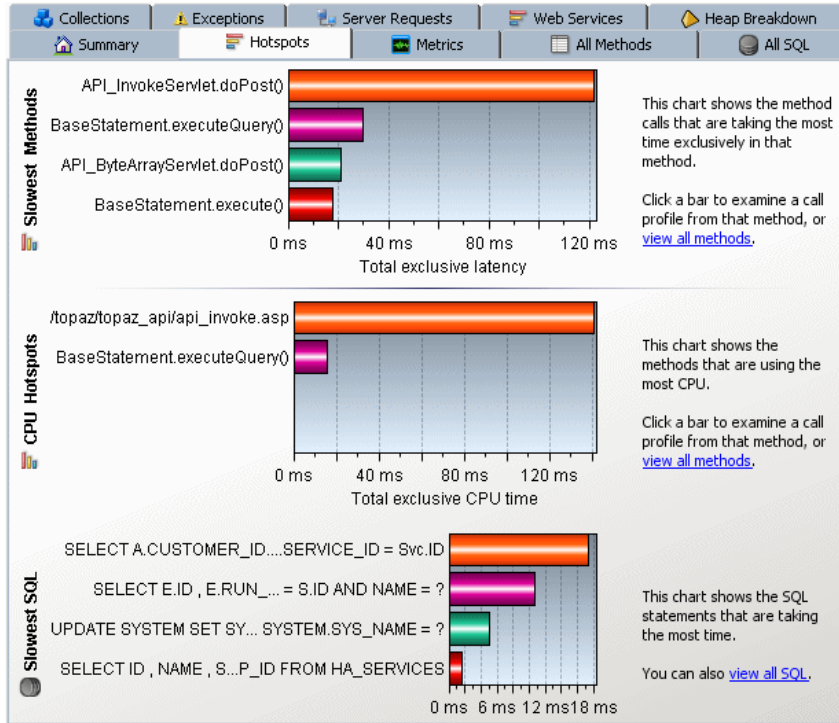 Collections
Exceptions
Server Requests
Web Services
Heap Breakdown
Summary
Hotspots
Metrics
All Methods
All SQL
Slowest Methods
API_InvokeServlet.doPost()
BaseStatement.executeQuery()
API_ByteArrayServlet.doPost()
BaseStatement.execute()
0 ms 40 ms 80 ms 120 ms
Total exclusive latency
This chart shows the method
calls that are taking the most
time exclusively in that
method.
Click a bar to examine a call
profile from that method, or
view all methods.
CPU Hotspots
/topaz/topaz_api/api_invoke.asp
BaseStatement.executeQuery()
0 ms 40 ms 80 ms 120 ms
Total exclusive CPU time
This chart shows the
methods that are using the
most CPU.
Click a bar to examine a call
profile from that method, or
view all methods.
Slowest SQL
SELECT A.CUSTOMER_ID....SERVICE_ID = Svc.ID
SELECT E.ID , E.RUN_... = S.ID AND NAME = ?
UPDATE SYSTEM SET SY... SYSTEM.SYS_NAME = ?
SELECT ID , NAME , S...P_ID FROM HA_SERVICES
0 ms 6 ms 12 ms 18 ms
This chart shows the SQL
statements that are taking
the most time.
You can also view all SQL.